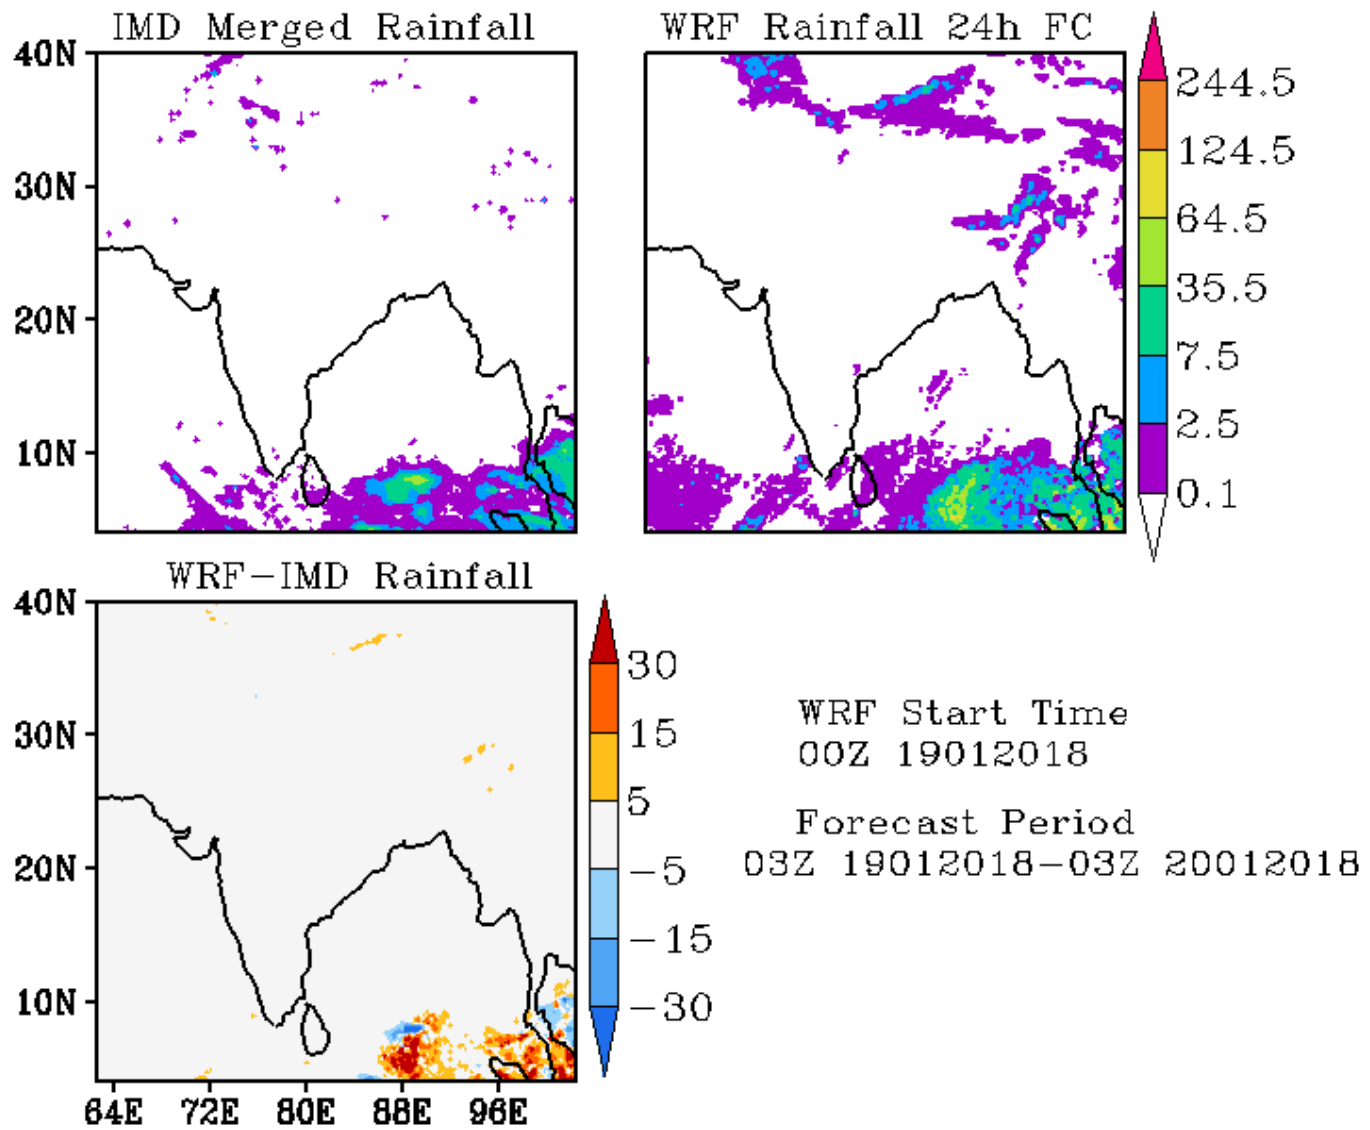 IMD Merged Rainfall
WRF Rainfall 24h FC
40N
30N
20N
10N
244.5
124.5
64.5
35.5
7.5
2.5
0.1
WRF-IMD Rainfall
40N
30N
20N
10N
64E 72E 80E 88E 96E
30
15
5
-5
-15
-30
WRF Start Time
00Z 19012018
Forecast Period
03Z 19012018-03Z 20012018